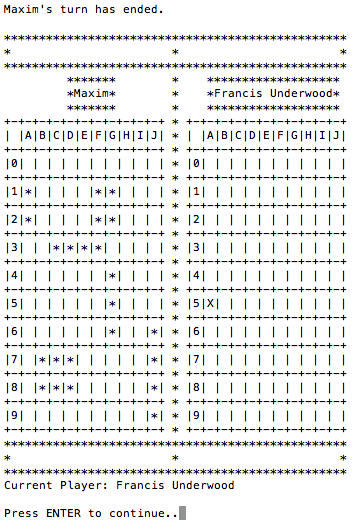 Maxim's turn has ended.

*************************************************
*                       *                       *
*************************************************
         *******        *    *******************
         *Maxim*        *    *Francis Underwood*
         *******        *    *******************
+-+-+-+-+-+-+-+-+-+-+-+ * +-+-+-+-+-+-+-+-+-+-+-+
| |A|B|C|D|E|F|G|H|I|J| * | |A|B|C|D|E|F|G|H|I|J|
+-+-+-+-+-+-+-+-+-+-+-+ * +-+-+-+-+-+-+-+-+-+-+-+
|0| | | | | | | | | | | * |0| | | | | | | | | | |
+-+-+-+-+-+-+-+-+-+-+-+ * +-+-+-+-+-+-+-+-+-+-+-+
|1|*| | | | |*|*| | | | * |1| | | | | | | | | | |
+-+-+-+-+-+-+-+-+-+-+-+ * +-+-+-+-+-+-+-+-+-+-+-+
|2|*| | | | |*|*| | | | * |2| | | | | | | | | | |
+-+-+-+-+-+-+-+-+-+-+-+ * +-+-+-+-+-+-+-+-+-+-+-+
|3| | |*|*|*|*| | | | | * |3| | | | | | | | | | |
+-+-+-+-+-+-+-+-+-+-+-+ * +-+-+-+-+-+-+-+-+-+-+-+
|4| | | | | | |*| | | | * |4| | | | | | | | | | |
+-+-+-+-+-+-+-+-+-+-+-+ * +-+-+-+-+-+-+-+-+-+-+-+
|5| | | | | | |*| | | | * |5|X| | | | | | | | | |
+-+-+-+-+-+-+-+-+-+-+-+ * +-+-+-+-+-+-+-+-+-+-+-+
|6| | | | | | |*| | |*| * |6| | | | | | | | | | |
+-+-+-+-+-+-+-+-+-+-+-+ * +-+-+-+-+-+-+-+-+-+-+-+
|7| |*|*|*| | | | | |*| * |7| | | | | | | | | | |
+-+-+-+-+-+-+-+-+-+-+-+ * +-+-+-+-+-+-+-+-+-+-+-+
|8| |*|*|*| | | | | |*| * |8| | | | | | | | | | |
+-+-+-+-+-+-+-+-+-+-+-+ * +-+-+-+-+-+-+-+-+-+-+-+
|9| | | | | | | | | |*| * |9| | | | | | | | | | |
+-+-+-+-+-+-+-+-+-+-+-+ * +-+-+-+-+-+-+-+-+-+-+-+
*************************************************
*                       *                       *
*************************************************
Current Player: Francis Underwood

Press ENTER to continue..